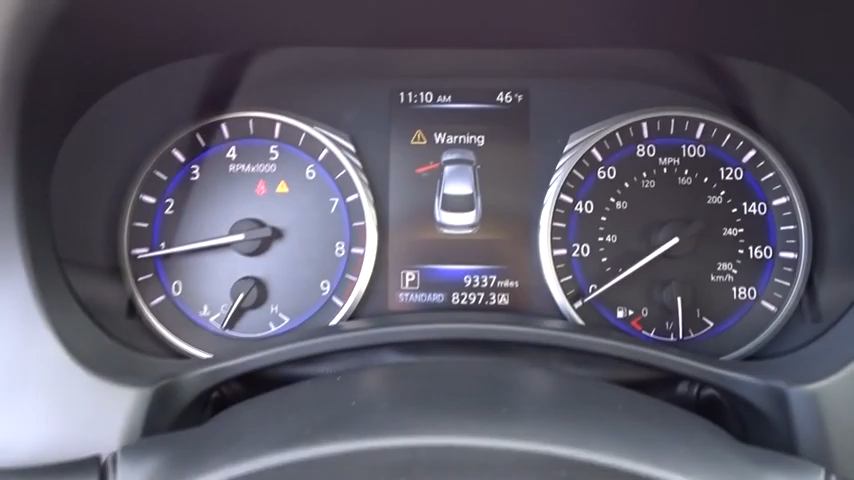 11:10 AM 46°F
Warning
P 9337 miles
STANDARD 8297.3 A
0 1 2 3 4 5 6 7 8 9
RPMx1000
C H
0 20 40 60 80 100 120 140 160 180
MPH
0 40 80 120 160 200 240 280
km/h
0 1/2 1